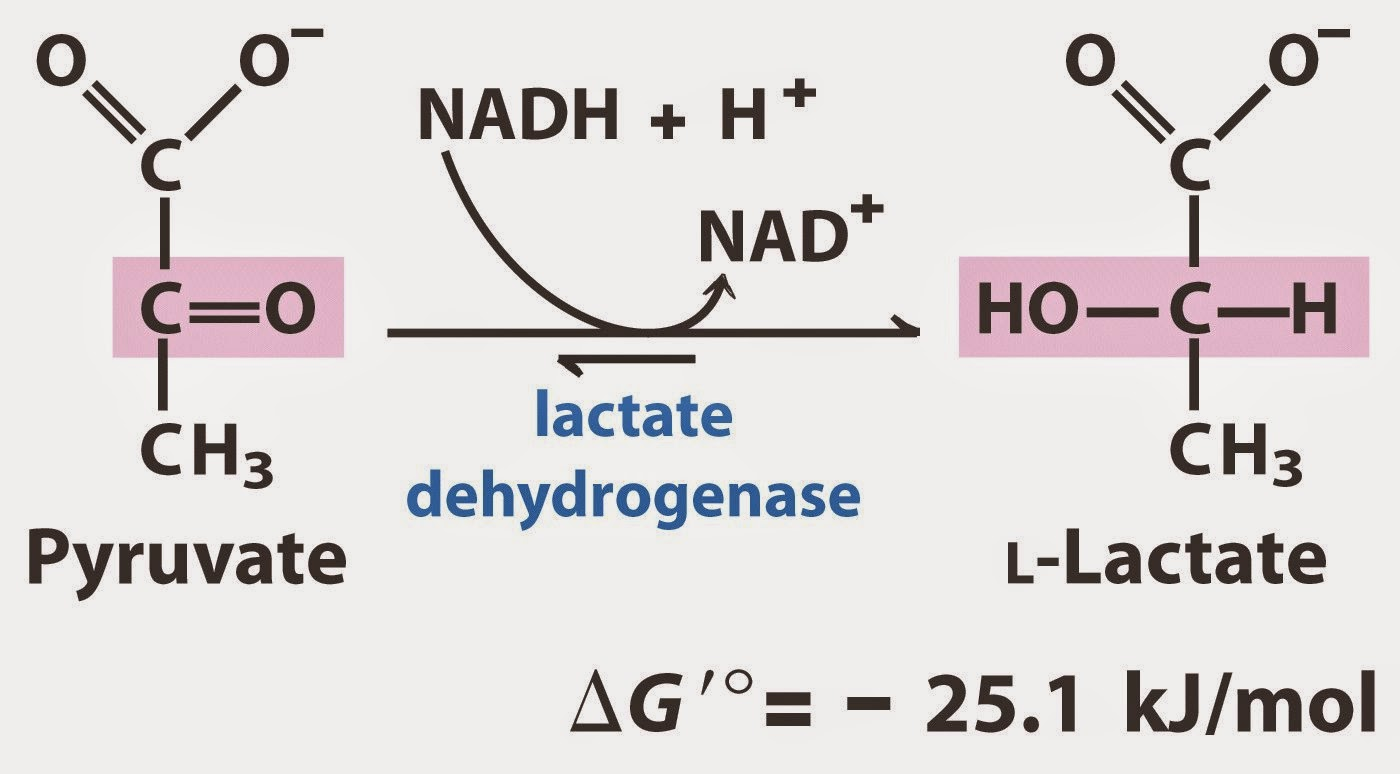 O O⁻
C
C=O
CH₃
Pyruvate
NADH + H⁺
NAD⁺
lactate
dehydrogenase
O O⁻
C
HO—C—H
CH₃
L-Lactate
ΔG′° = − 25.1 kJ/mol